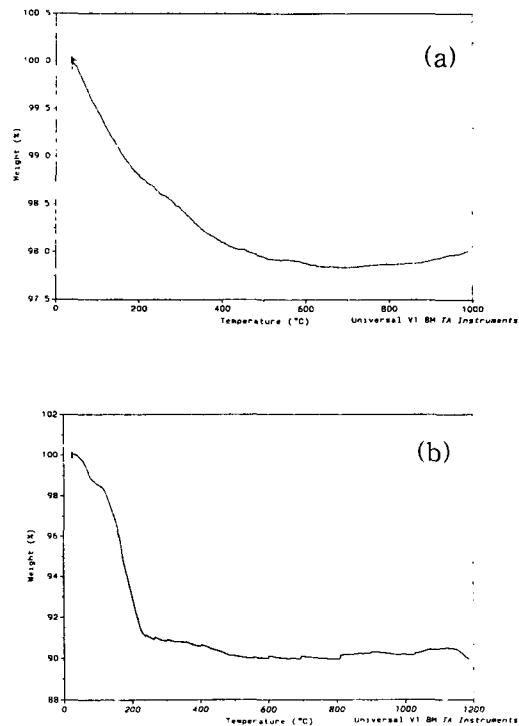 100 5
(a)
100 0
99 5
99 0
98 5
98 0
97 5
Weight (%)
0 200 400 600 800 1000
Temperature (°C)
Universal V1 8H TA Instruments
102
(b)
100
98
96
94
92
90
88
Weight (%)
0 200 400 600 800 1000 1200
Temperature (°C)
Universal V1 8H TA Instruments